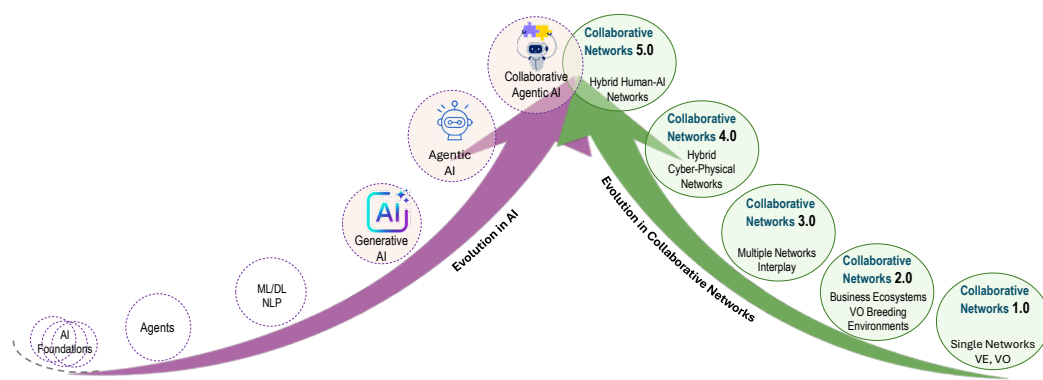 Collaborative
Agentic AI
Collaborative
Networks 5.0
Hybrid Human-AI
Networks
Agentic
AI
Collaborative
Networks 4.0
Hybrid
Cyber-Physical
Networks
AI
Generative
AI
Collaborative
Networks 3.0
Multiple Networks
Interplay
Evolution in AI
Evolution in Collaborative Networks
ML/DL
NLP
Collaborative
Networks 2.0
Business Ecosystems
VO Breeding
Environments
Agents
AI
Foundations
Collaborative
Networks 1.0
Single Networks
VE, VO